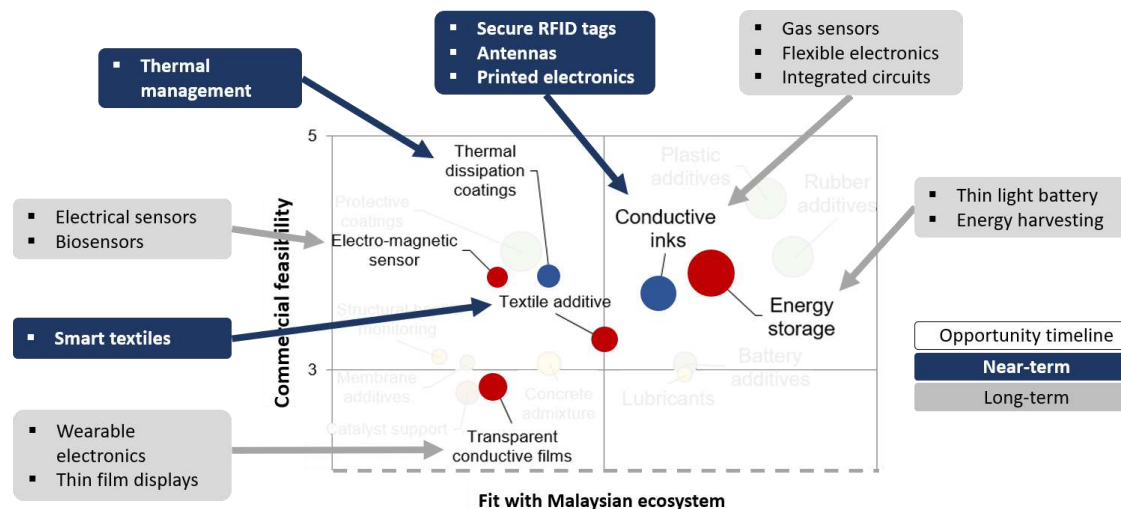 Thermal
management
Secure RFID tags
Antennas
Printed electronics
Gas sensors
Flexible electronics
Integrated circuits
Electrical sensors
Biosensors
Smart textiles
Wearable
electronics
Thin film displays
Thin light battery
Energy harvesting
Opportunity timeline
Near-term
Long-term
Commercial feasibility
5
3
Thermal
dissipation
coatings
Plastic
additives
Rubber
additives
Protective
coatings
Conductive
inks
Electro-magnetic
sensor
Textile additive
Energy
storage
monitoring
Membrane
additives
Concrete
admixture
Battery
additives
Lubricants
Catalyst support
Transparent
conductive films
Fit with Malaysian ecosystem